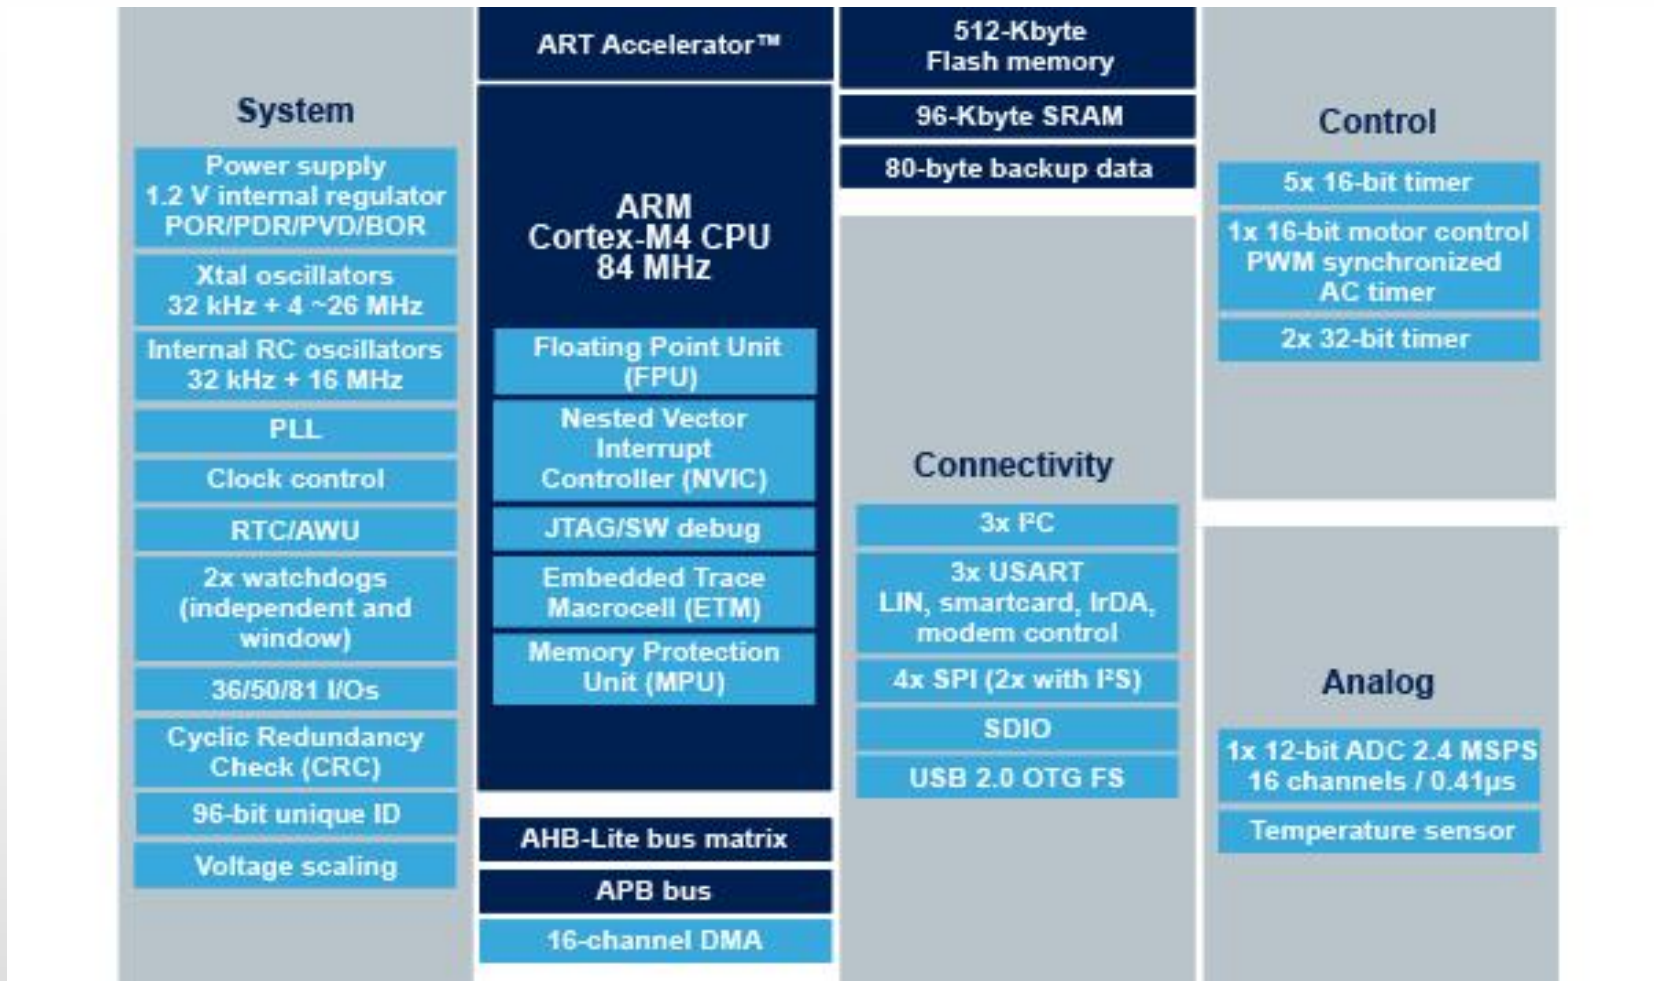 System
Power supply
1.2 V internal regulator
POR/PDR/PVD/BOR
Xtal oscillators
32 kHz + 4 ~26 MHz
Internal RC oscillators
32 kHz + 16 MHz
PLL
Clock control
RTC/AWU
2x watchdogs
(independent and
window)
36/50/81 I/Os
Cyclic Redundancy
Check (CRC)
96-bit unique ID
Voltage scaling
ART Accelerator™
ARM
Cortex-M4 CPU
84 MHz
Floating Point Unit
(FPU)
Nested Vector
Interrupt
Controller (NVIC)
JTAG/SW debug
Embedded Trace
Macrocell (ETM)
Memory Protection
Unit (MPU)
AHB-Lite bus matrix
APB bus
16-channel DMA
512-Kbyte
Flash memory
96-Kbyte SRAM
80-byte backup data
Connectivity
3x I²C
3x USART
LIN, smartcard, IrDA,
modem control
4x SPI (2x with I²S)
SDIO
USB 2.0 OTG FS
Control
5x 16-bit timer
1x 16-bit motor control
PWM synchronized
AC timer
2x 32-bit timer
Analog
1x 12-bit ADC 2.4 MSPS
16 channels / 0.41µs
Temperature sensor